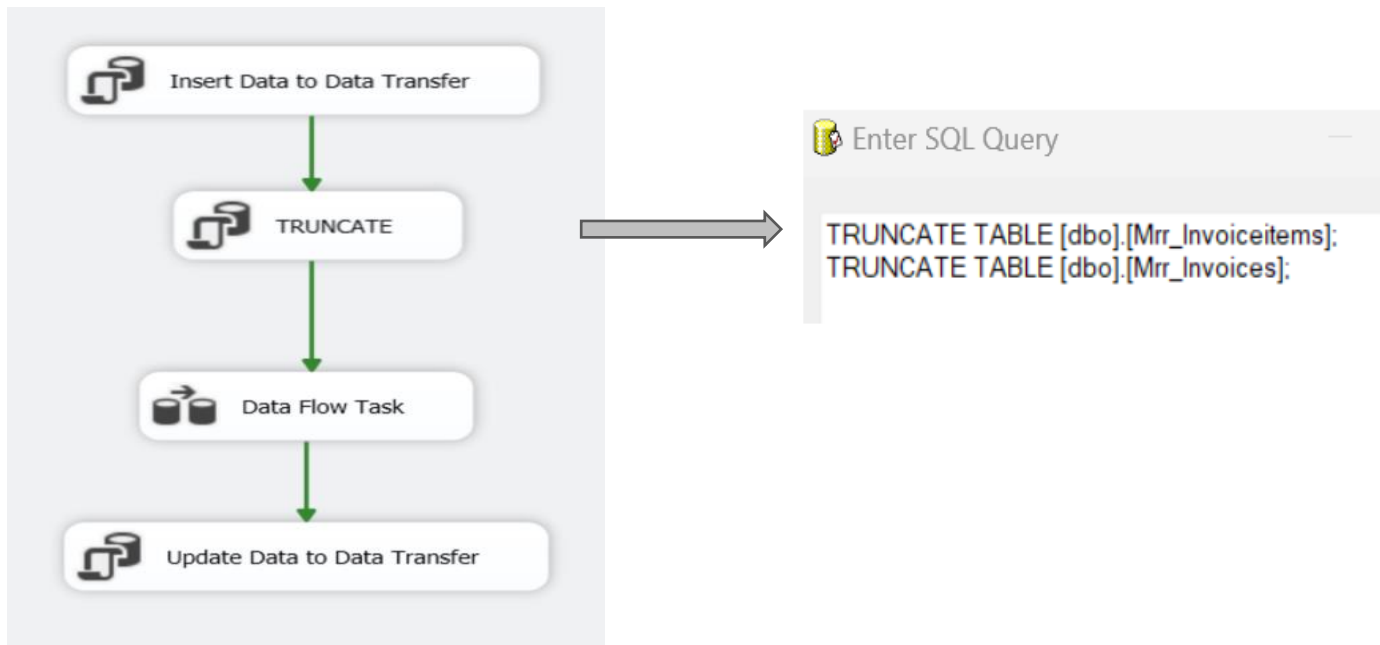 Insert Data to Data Transfer
TRUNCATE
Data Flow Task
Update Data to Data Transfer
Enter SQL Query
TRUNCATE TABLE [dbo].[Mrr_Invoiceitems];
TRUNCATE TABLE [dbo].[Mrr_Invoices];